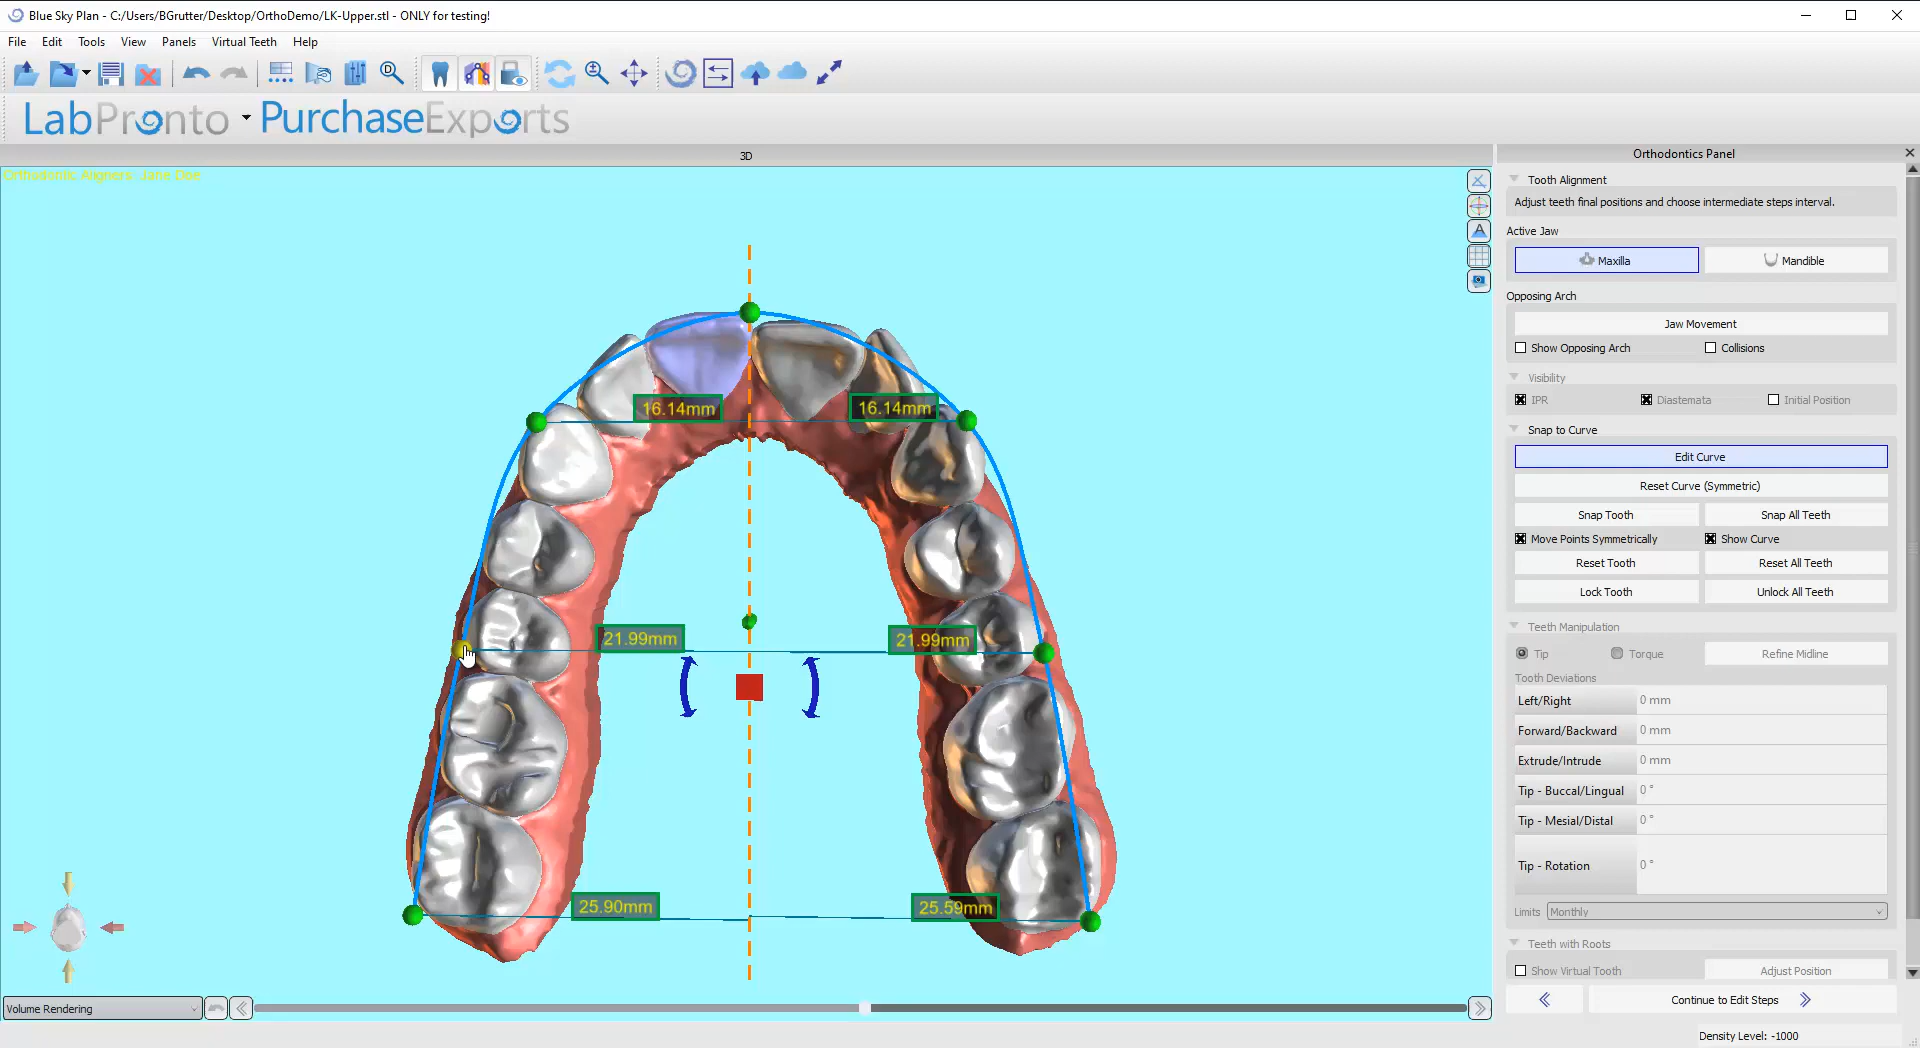 Blue Sky Plan - C:/Users/BGrutter/Desktop/OrthoDemo/LK-Upper.stl - ONLY for testing!
File Edit Tools View Panels Virtual Teeth Help
LabPronto PurchaseExports
3D
Orthodontics Panel
Orthodontic Aligners: Jane Doe
Tooth Alignment
Adjust teeth final positions and choose intermediate steps interval.
Active Jaw
Maxilla Mandible
Opposing Arch
Jaw Movement
Show Opposing Arch Collisions
Visibility
IPR Diastemata Initial Position
Snap to Curve
Edit Curve
Reset Curve (Symmetric)
Snap Tooth Snap All Teeth
Move Points Symmetrically Show Curve
Reset Tooth Reset All Teeth
Lock Tooth Unlock All Teeth
Teeth Manipulation
Tip Torque Refine Midline
Tooth Deviations
Left/Right 0 mm
Forward/Backward 0 mm
Extrude/Intrude 0 mm
Tip - Buccal/Lingual 0 °
Tip - Mesial/Distal 0 °
Tip - Rotation 0 °
Limits Monthly
Teeth with Roots
Show Virtual Tooth Adjust Position
Continue to Edit Steps
16.14mm 16.14mm
21.99mm 21.99mm
25.90mm 25.59mm
Volume Rendering
Density Level: -1000